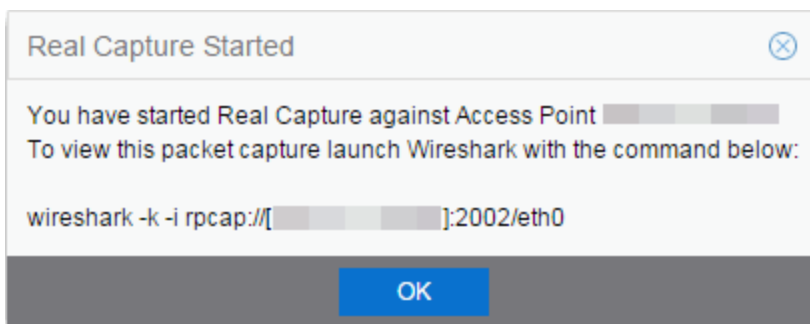 Real Capture Started
You have started Real Capture against Access Point
To view this packet capture launch Wireshark with the command below:
wireshark -k -i rpcap://[ ]:2002/eth0
OK